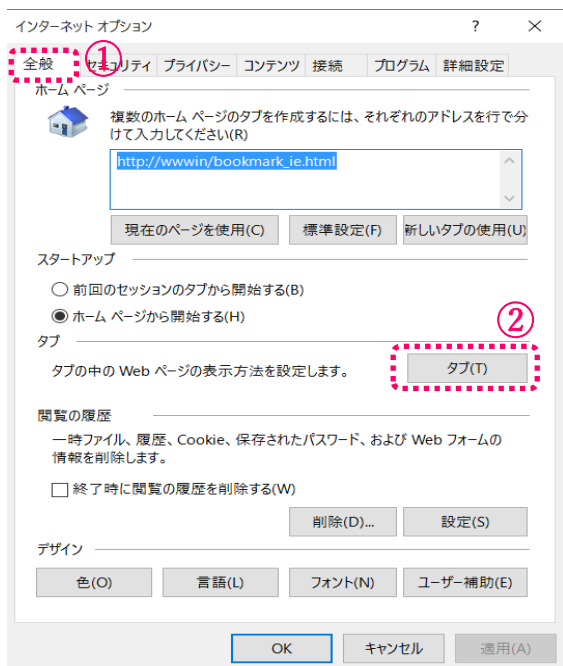 インターネット オプション ? ×
①
全般 セキュリティ プライバシー コンテンツ 接続 プログラム 詳細設定
ホーム ページ
複数のホーム ページのタブを作成するには、それぞれのアドレスを行で分
けて入力してください(R)
http://wwwin/bookmark_ie.html
現在のページを使用(C) 標準設定(F) 新しいタブの使用(U)
スタートアップ
前回のセッションのタブから開始する(B)
ホーム ページから開始する(H)
②
タブ
タブの中の Web ページの表示方法を設定します。 タブ(T)
閲覧の履歴
一時ファイル、履歴、Cookie、保存されたパスワード、および Web フォームの
情報を削除します。
終了時に閲覧の履歴を削除する(W)
削除(D)... 設定(S)
デザイン
色(O) 言語(L) フォント(N) ユーザー補助(E)
OK キャンセル 適用(A)